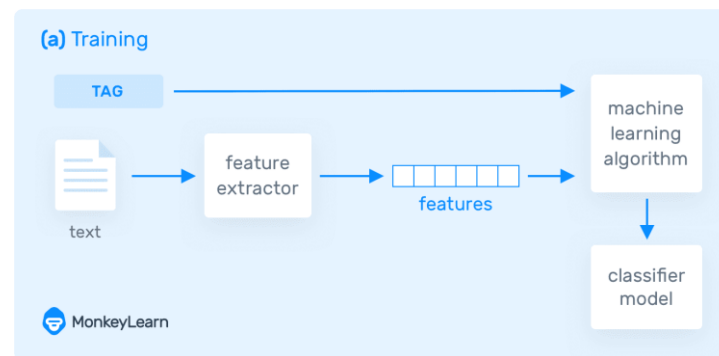 (a) Training
TAG
machine
learning
algorithm
feature
extractor
features
text
classifier
model
MonkeyLearn